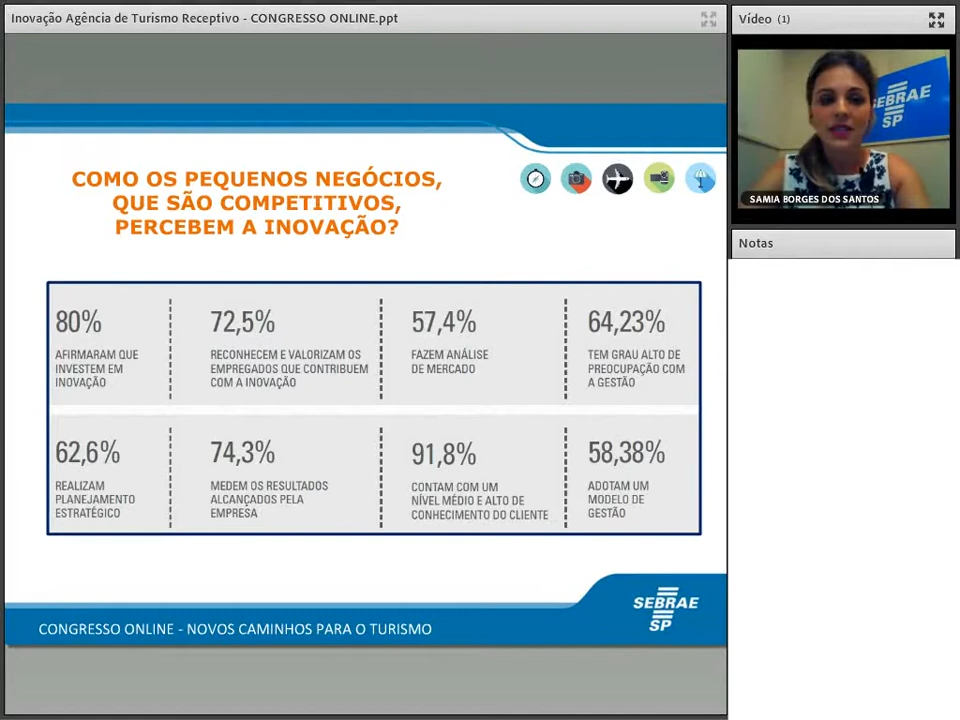 Inovação Agência de Turismo Receptivo - CONGRESSO ONLINE.ppt
Vídeo (1)
SEBRAE
SP
SAMIA BORGES DOS SANTOS
Notas
COMO OS PEQUENOS NEGÓCIOS,
QUE SÃO COMPETITIVOS,
PERCEBEM A INOVAÇÃO?
80%
AFIRMARAM QUE
INVESTEM EM
INOVAÇÃO
72,5%
RECONHECEM E VALORIZAM OS
EMPREGADOS QUE CONTRIBUEM
COM A INOVAÇÃO
57,4%
FAZEM ANÁLISE
DE MERCADO
64,23%
TEM GRAU ALTO DE
PREOCUPAÇÃO COM
A GESTÃO
62,6%
REALIZAM
PLANEJAMENTO
ESTRATÉGICO
74,3%
MEDEM OS RESULTADOS
ALCANÇADOS PELA
EMPRESA
91,8%
CONTAM COM UM
NÍVEL MÉDIO E ALTO DE
CONHECIMENTO DO CLIENTE
58,38%
ADOTAM UM
MODELO DE
GESTÃO
CONGRESSO ONLINE - NOVOS CAMINHOS PARA O TURISMO
SEBRAE
SP